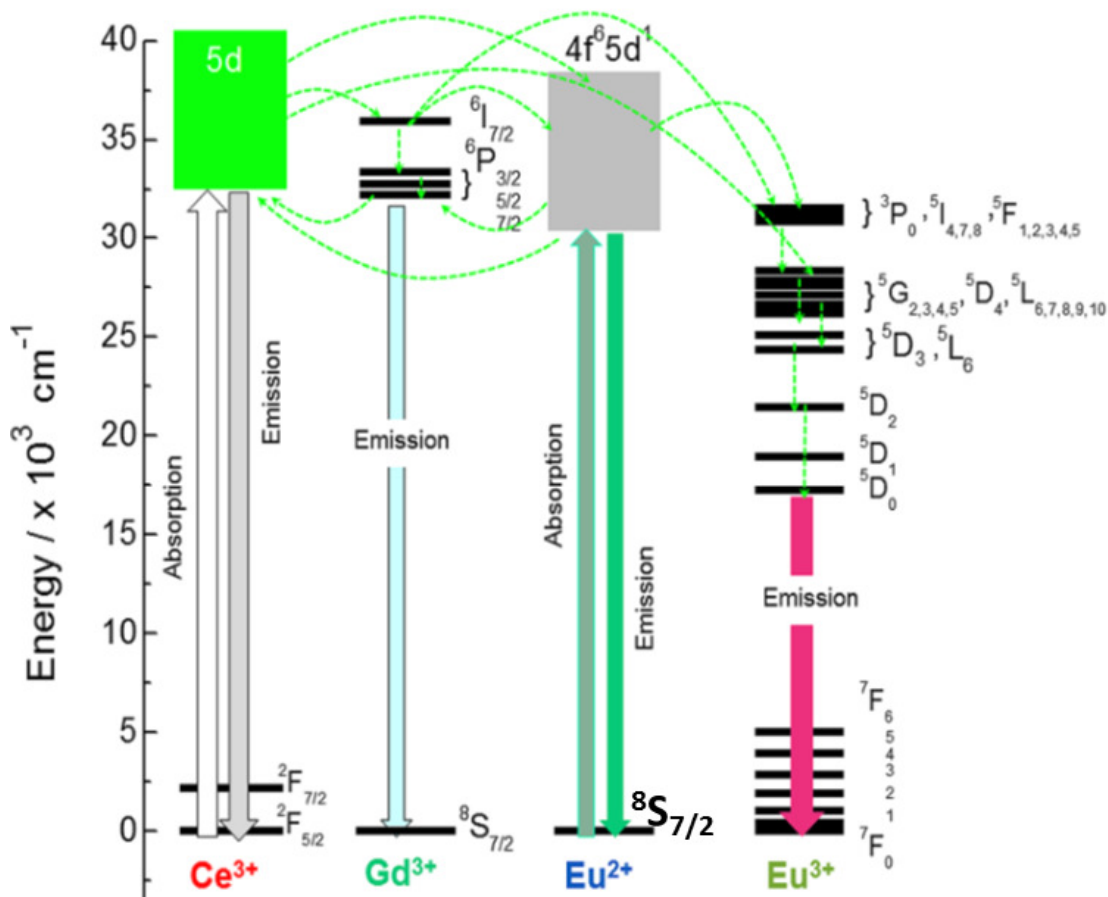 Energy / x 10³ cm⁻¹
40
35
30
25
20
15
10
5
0
5d
Absorption
Emission
²F₇/₂
²F₅/₂
Ce³⁺
⁶I₇/₂
⁶P
3/2
5/2
7/2
}
Emission
⁸S₇/₂
Gd³⁺
4f⁶5d¹
Absorption
Emission
⁸S₇/₂
Eu²⁺
} ³P₀, ⁵I₄,₇,₈, ⁵F₁,₂,₃,₄,₅
} ⁵G₂,₃,₄,₅, ⁵D₄, ⁵L₆,₇,₈,₉,₁₀
} ⁵D₃, ⁵L₆
⁵D₂
⁵D₁
⁵D₀
Emission
⁷F₆
5
4
3
2
1
⁷F₀
Eu³⁺